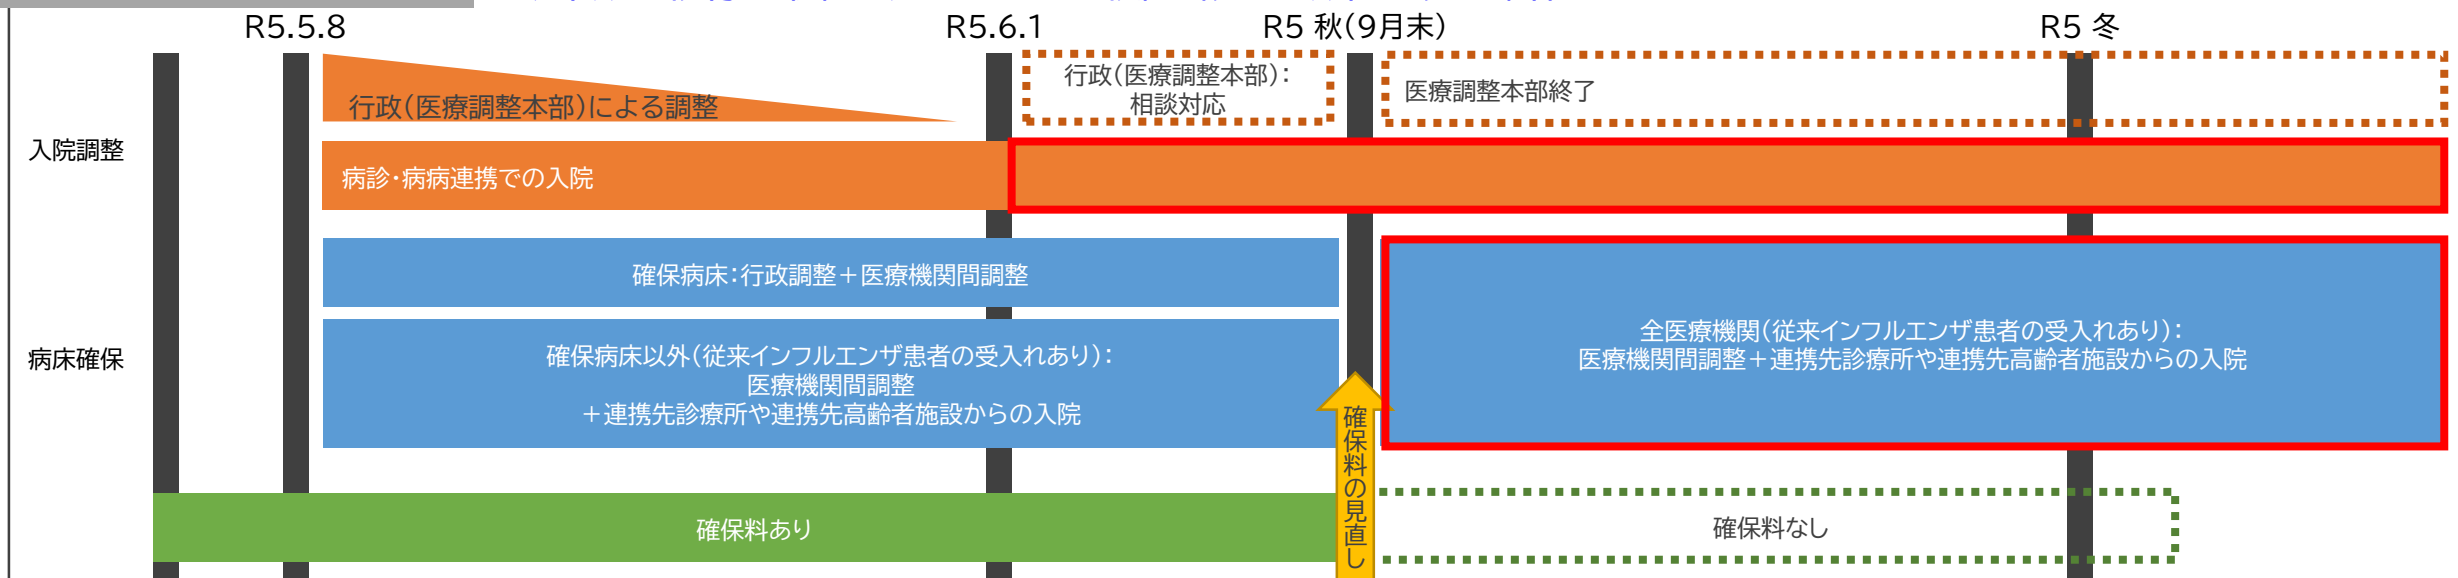 R5.5.8
R5.6.1
R5 秋(9月末)
R5 冬
入院調整
行政(医療調整本部)による調整
行政(医療調整本部):
相談対応
医療調整本部終了
病診・病病連携での入院
病床確保
確保病床:行政調整+医療機関間調整
確保病床以外(従来インフルエンザ患者の受入れあり):
医療機関間調整
+連携先診療所や連携先高齢者施設からの入院
全医療機関(従来インフルエンザ患者の受入れあり):
医療機関間調整+連携先診療所や連携先高齢者施設からの入院
確保料の見直し
確保料あり
確保料なし